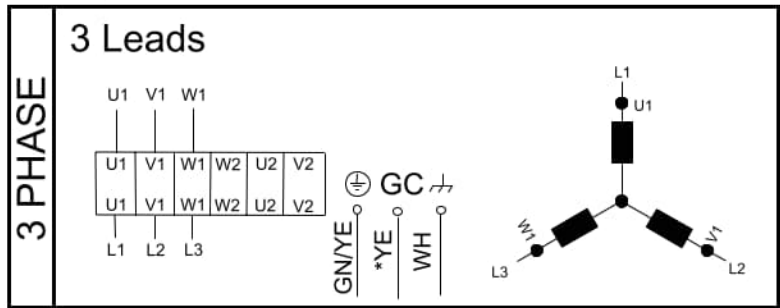 3 PHASE
3 Leads
U1 V1 W1
U1 V1 W1 W2 U2 V2
U1 V1 W1 W2 U2 V2
L1 L2 L3
GC
GN/YE
*YE
WH
L1
U1
W1
V1
L3
L2